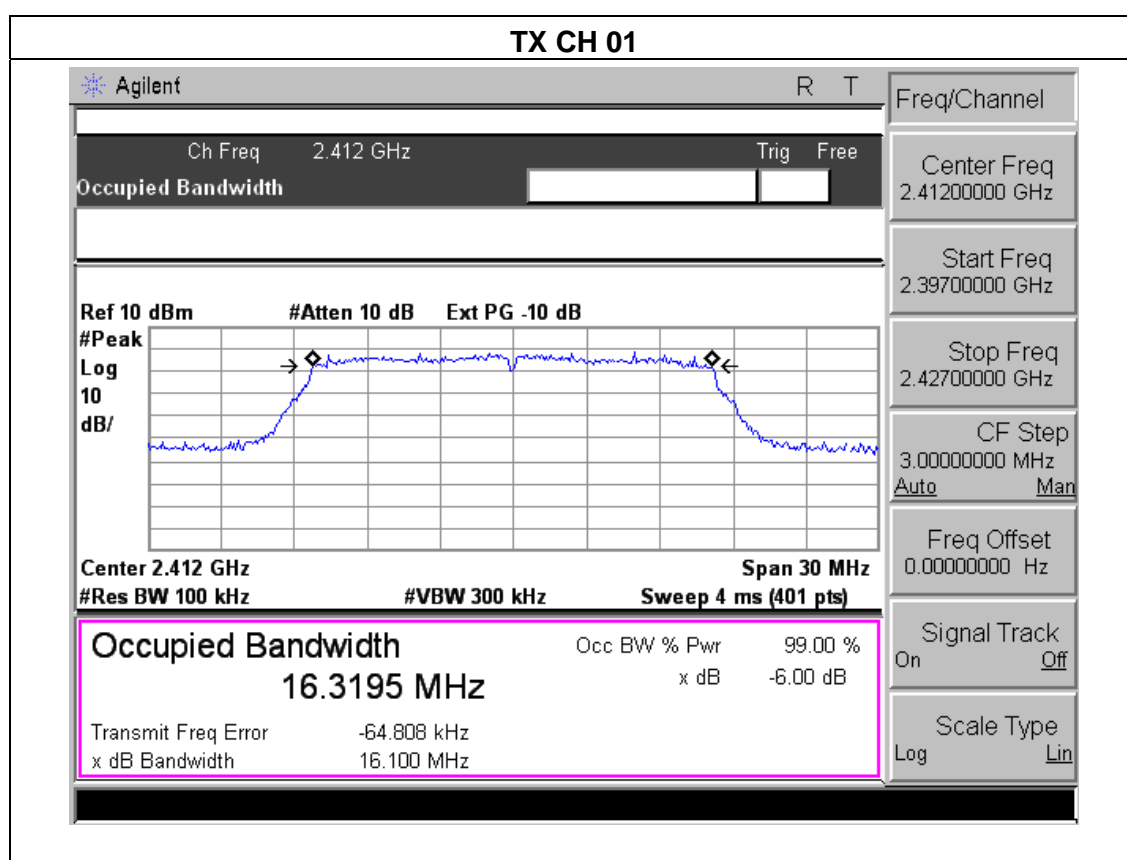 TX CH 01
Agilent R T
Ch Freq 2.412 GHz Trig Free
Occupied Bandwidth
Ref 10 dBm #Atten 10 dB Ext PG -10 dB
#Peak
Log
10
dB/
Center 2.412 GHz Span 30 MHz
#Res BW 100 kHz #VBW 300 kHz Sweep 4 ms (401 pts)
Occupied Bandwidth Occ BW % Pwr 99.00 %
16.3195 MHz x dB -6.00 dB
Transmit Freq Error -64.808 kHz
x dB Bandwidth 16.100 MHz
Freq/Channel
Center Freq
2.41200000 GHz
Start Freq
2.39700000 GHz
Stop Freq
2.42700000 GHz
CF Step
3.00000000 MHz
Auto Man
Freq Offset
0.00000000 Hz
Signal Track
On Off
Scale Type
Log Lin